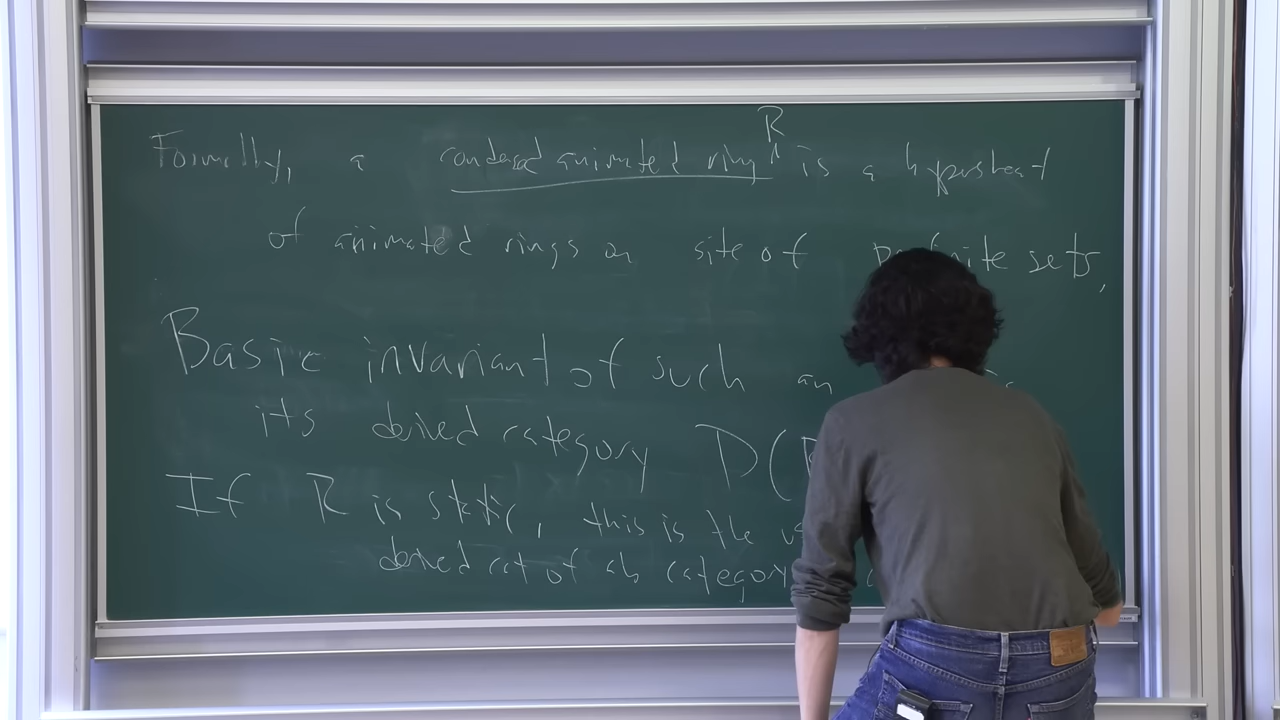 R
Formally, a condensed animated ring ∧ is a hypersheaf
of animated rings on site of profinite sets,
Basic invariant of such an
its derived category D(R
If R is static, this is the
derived cat of ab category